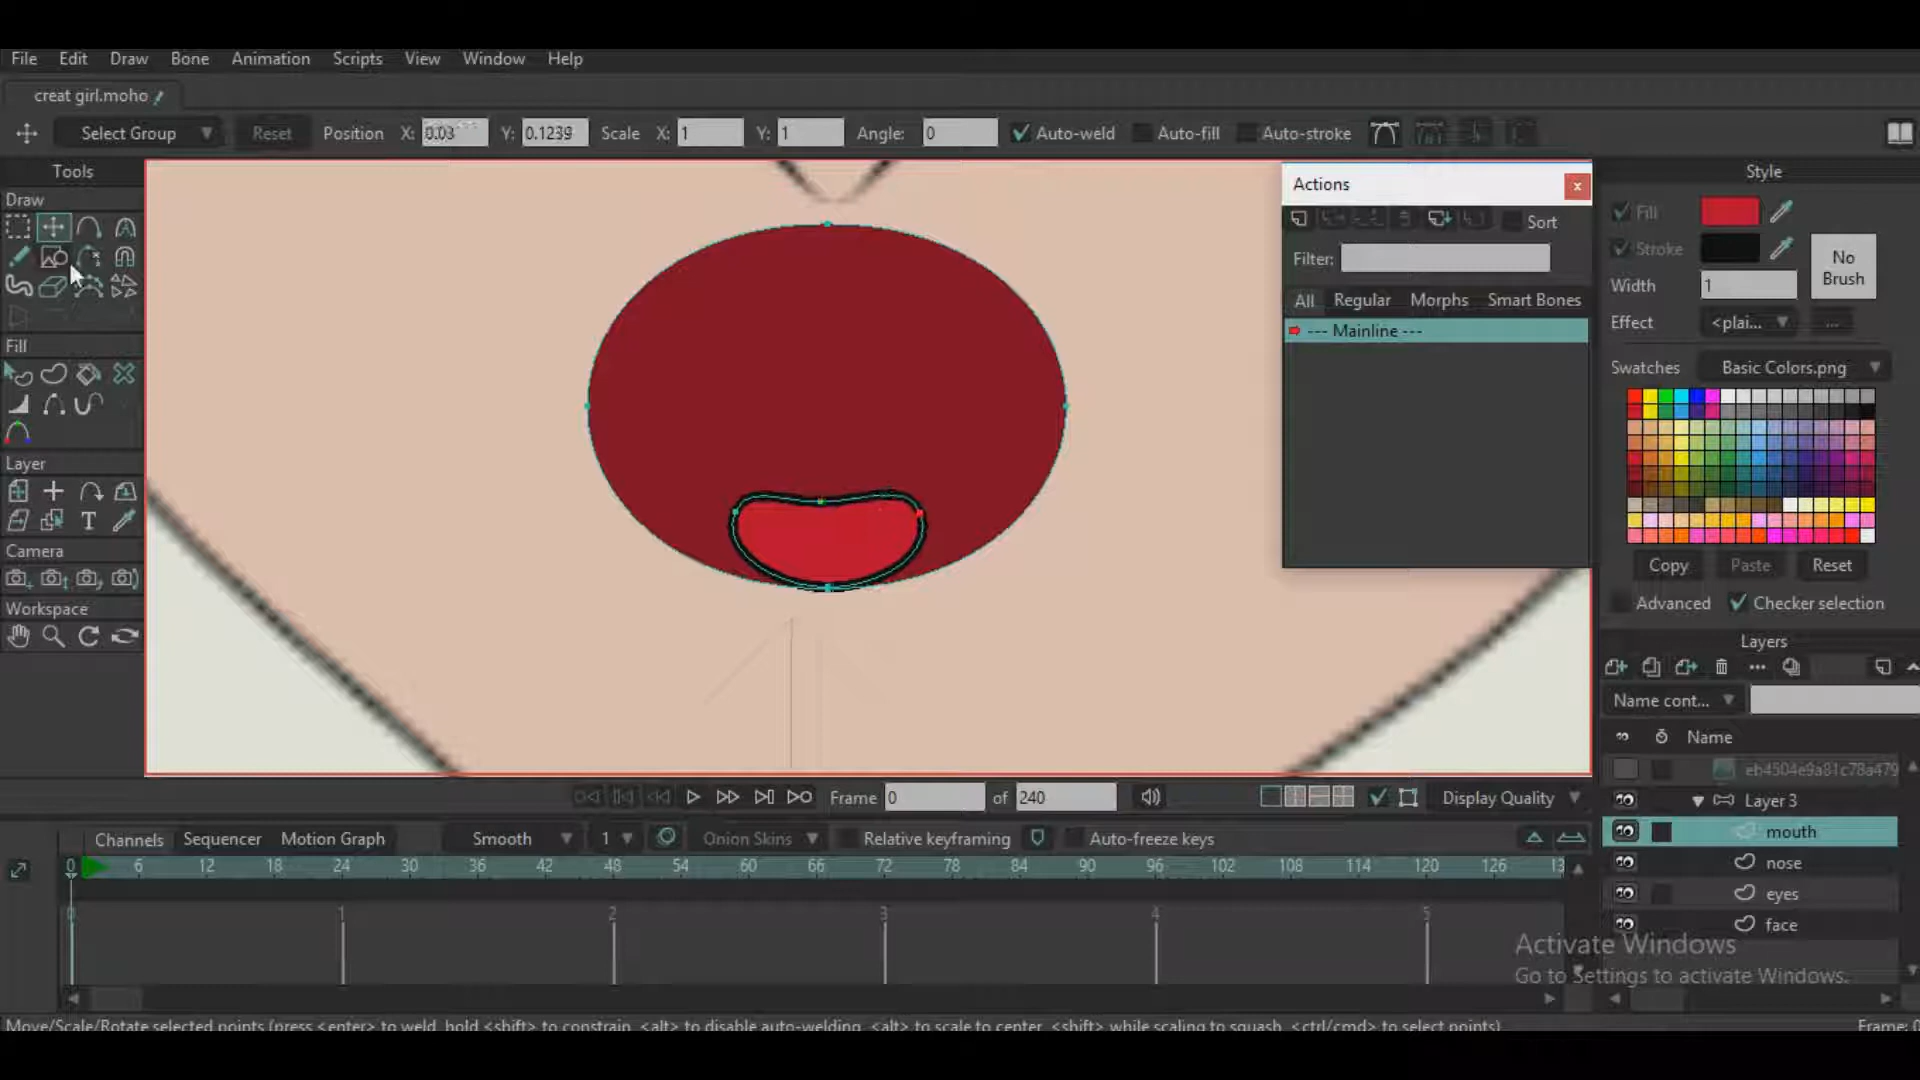 File Edit Draw Bone Animation Scripts View Window Help
creat girl.moho
Select Group Reset Position X: 0.03 Y: 0.1239 Scale X: 1 Y: 1 Angle: 0 Auto-weld Auto-fill Auto-stroke
Tools
Draw
Fill
Layer
T
Camera
Workspace
Actions
Sort
Filter:
All Regular Morphs Smart Bones
--- Mainline ---
Style
Fill
Stroke
No Brush
Width 1
Effect <plai... ...
Swatches Basic Colors.png
Copy Paste Reset
Advanced Checker selection
Layers
Name cont...
Name
eb4504e9a81c78a479
Layer 3
mouth
nose
eyes
face
Frame 0 of 240 Display Quality
Channels Sequencer Motion Graph Smooth 1 Onion Skins Relative keyframing Auto-freeze keys
0 6 12 18 24 30 36 42 48 54 60 66 72 78 84 90 96 102 108 114 120 126 13
0 1 2 3 4 5
Activate Windows
Go to Settings to activate Windows.
Move/Scale/Rotate selected points (press <enter> to weld, hold <shift> to constrain, <alt> to disable auto-welding, <alt> to scale to center, <shift> while scaling to squash, <ctrl/cmd> to select points)
Frame: 0